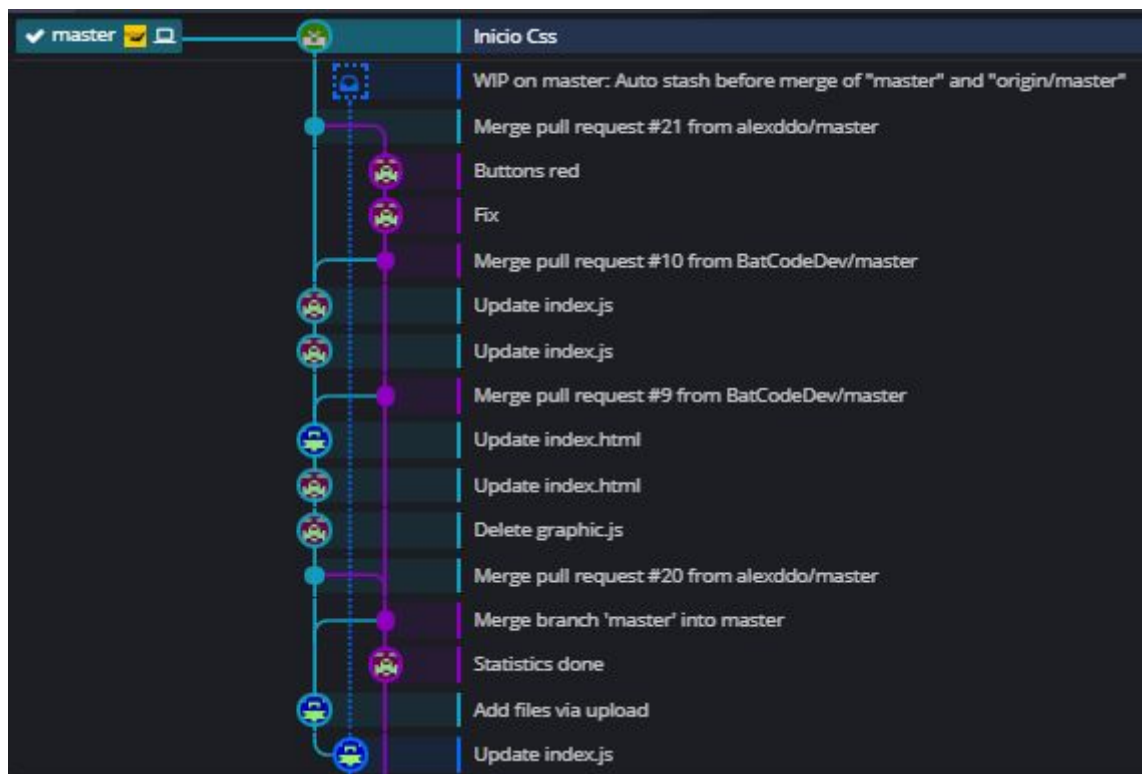 master
Inicio Css
WIP on master: Auto stash before merge of "master" and "origin/master"
Merge pull request #21 from alexddo/master
Buttons red
Fix
Merge pull request #10 from BatCodeDev/master
Update index.js
Update index.js
Merge pull request #9 from BatCodeDev/master
Update index.html
Update index.html
Delete graphic.js
Merge pull request #20 from alexddo/master
Merge branch 'master' into master
Statistics done
Add files via upload
Update index.js